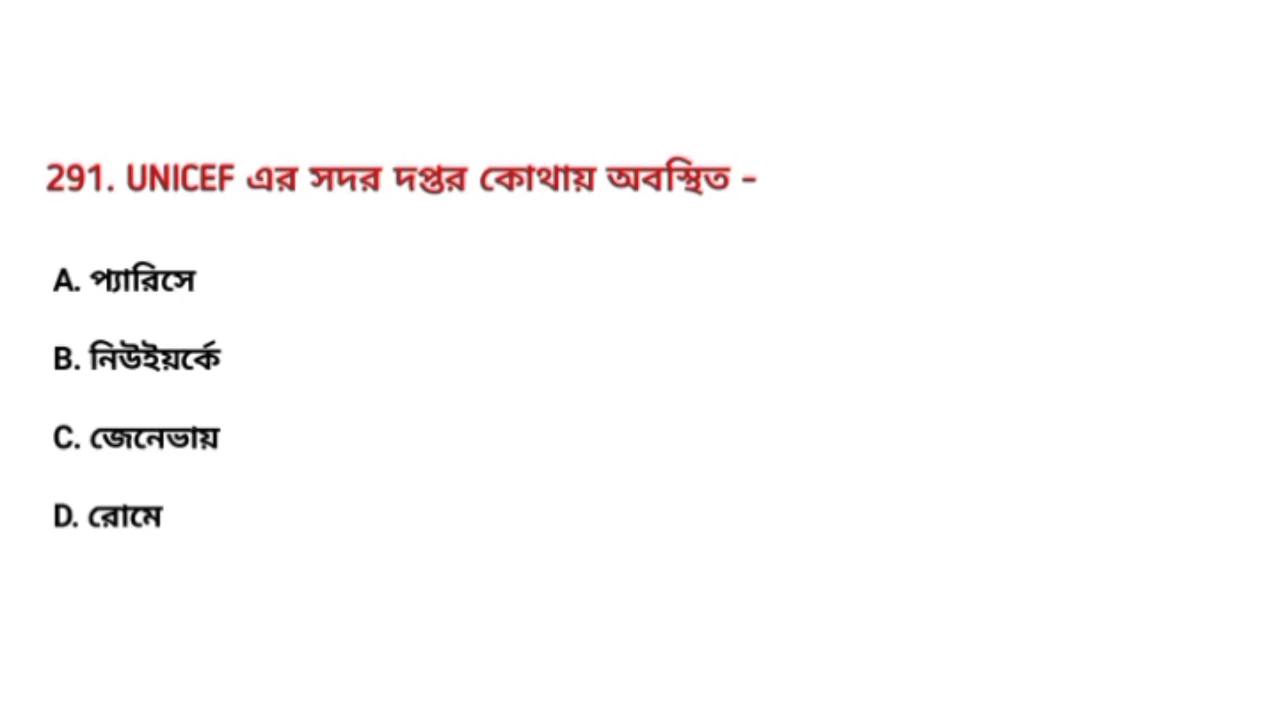 291. UNICEF এর সদর দপ্তর কোথায় অবস্থিত -
A. প্যারিসে
B. নিউইয়র্কে
C. জেনেভায়
D. রোমে